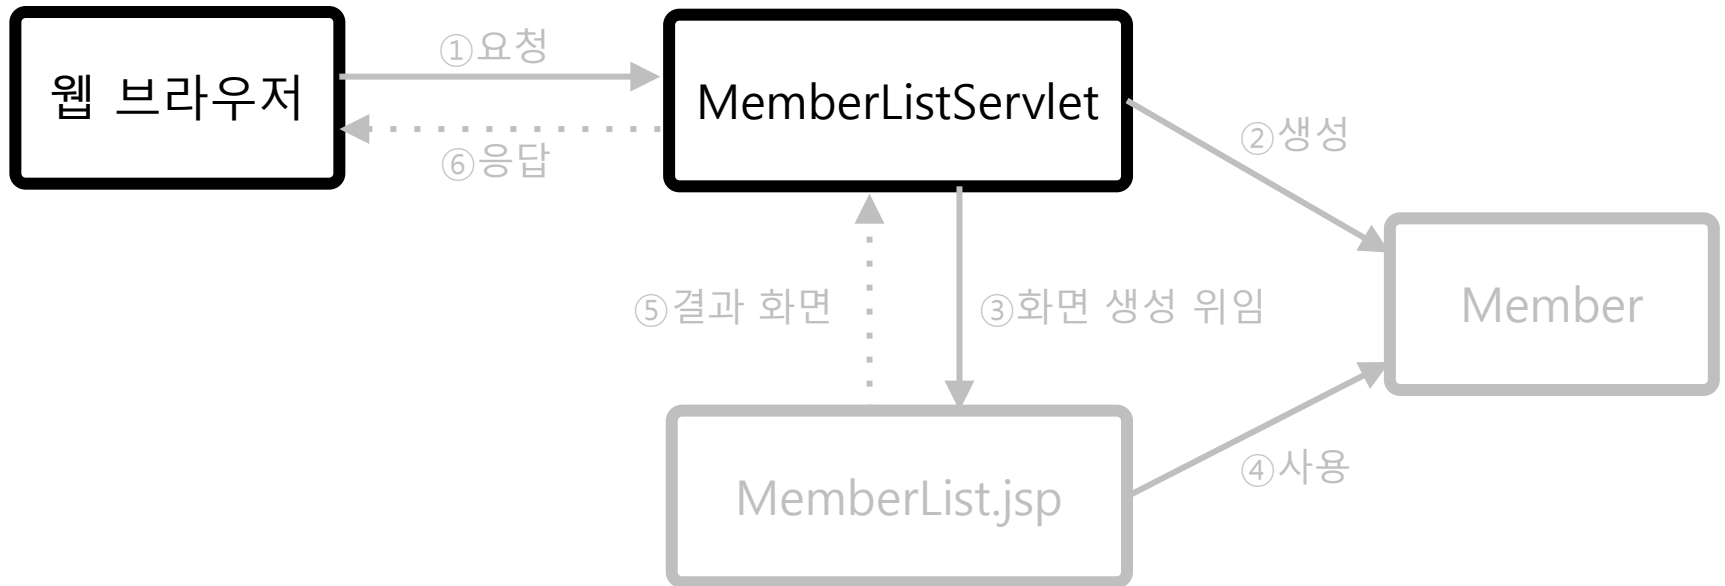 ①요청
웹 브라우저
MemberListServlet
②생성
⑥응답
⑤결과 화면
③화면 생성 위임
Member
④사용
MemberList.jsp